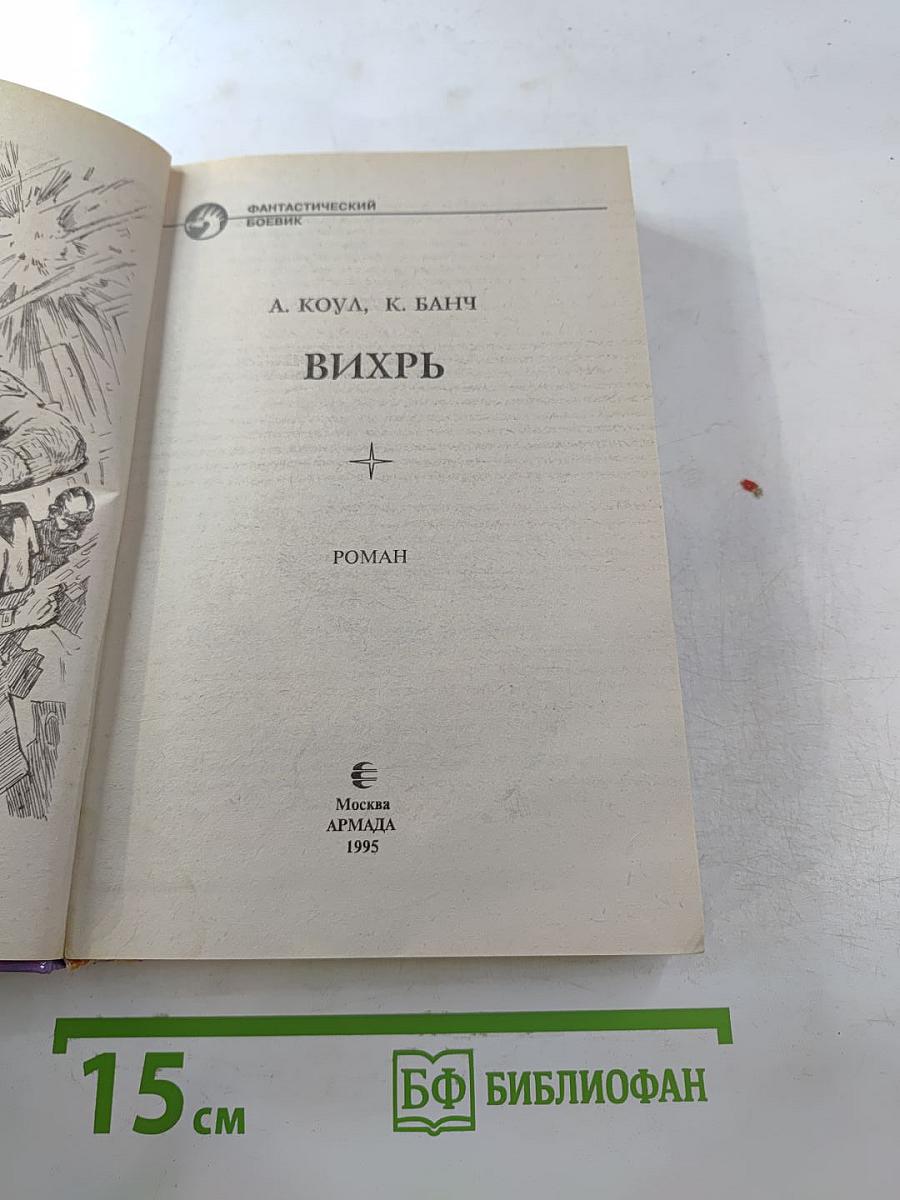 ФАНТАСТИЧЕСКИЙ
БОЕВИК
А. КОУЛ, К. БАНЧ
ВИХРЬ
РОМАН
Москва
АРМАДА
1995
15 см
БФ БИБЛИОФАН